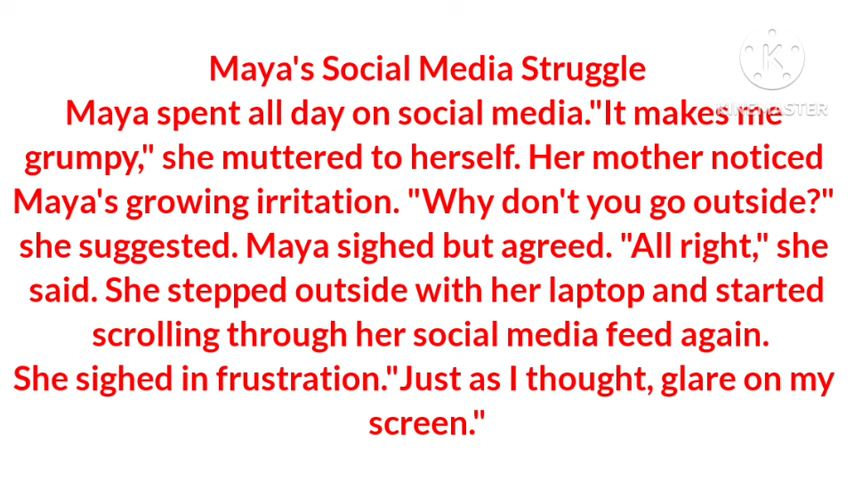 Maya's Social Media Struggle
Maya spent all day on social media."It makes me
grumpy," she muttered to herself. Her mother noticed
Maya's growing irritation. "Why don't you go outside?"
she suggested. Maya sighed but agreed. "All right," she
said. She stepped outside with her laptop and started
scrolling through her social media feed again.
She sighed in frustration."Just as I thought, glare on my
screen."
K
KINEMASTER